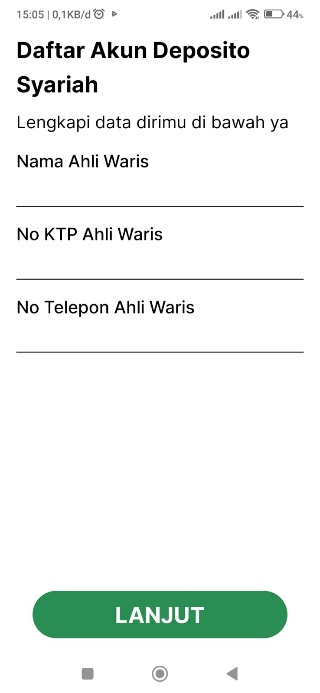 15:05 | 0,1KB/d
44%
Daftar Akun Deposito
Syariah
Lengkapi data dirimu di bawah ya
Nama Ahli Waris
No KTP Ahli Waris
No Telepon Ahli Waris
LANJUT